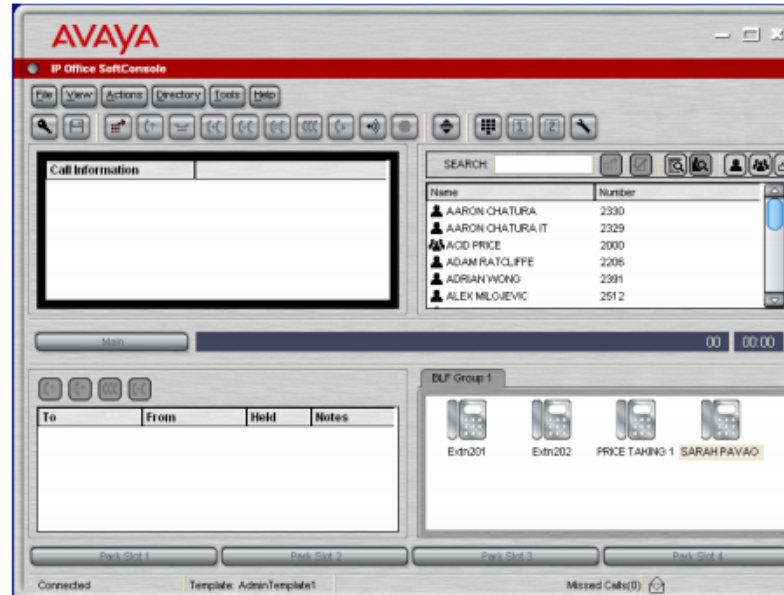 AVAYA
IP Office SoftConsole
File View Actions Directory Tools Help
1 2
Call Information
SEARCH:
Name Number
AARON CHATURA 2330
AARON CHATURA IT 2329
ACID PRICE 2000
ADAM RATCLIFFE 2206
ADRIAN WONG 2391
ALEX MILOJEVIC 2512
Main 00 00:00
BLF Group 1
To From Held Notes
Extn201 Extn202 PRICE TAKING 1 SARAH PAVAO
Park Slot 1 Park Slot 2 Park Slot 3 Park Slot 4
Connected Template: AdminTemplate1 Missed Calls(0)